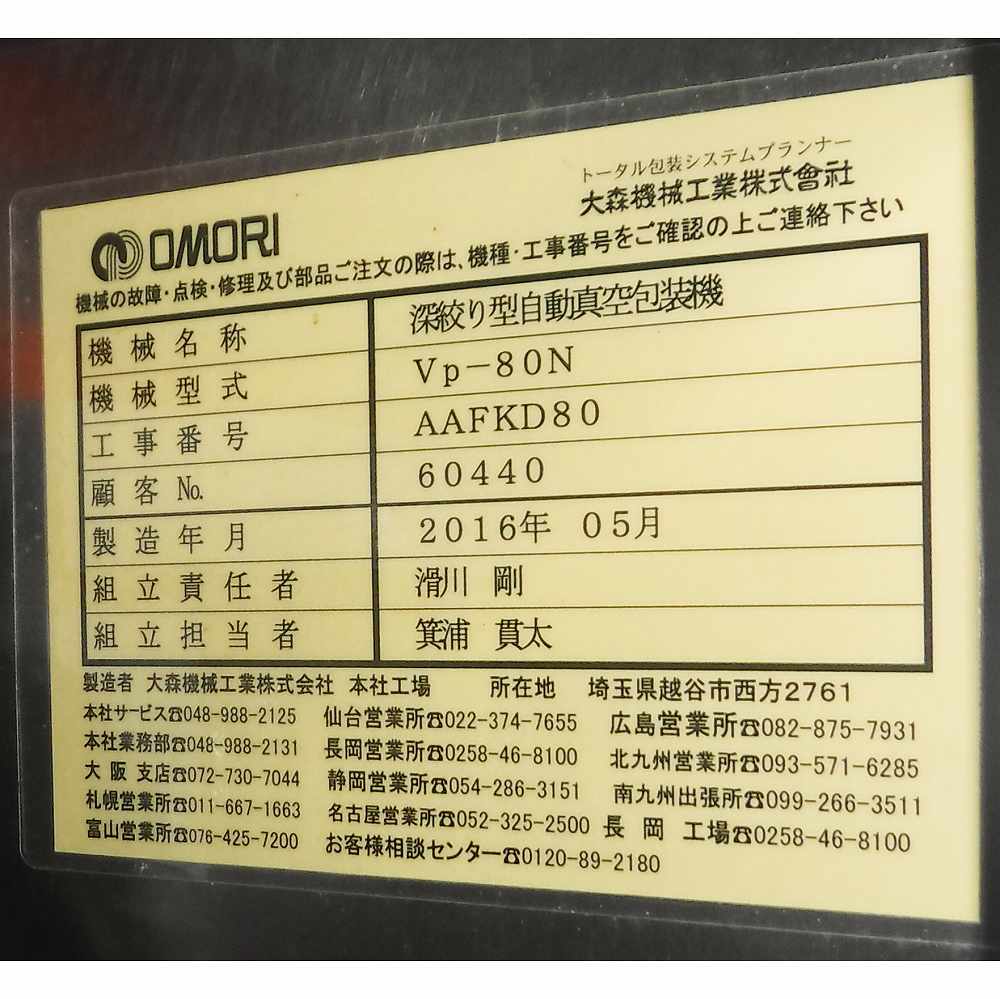 トータル包装システムプランナー
OMORI 大森機械工業株式會社
機械の故障・点検・修理及び部品ご注文の際は、機種・工事番号をご確認の上ご連絡下さい
機械名称 深絞り型自動真空包装機
機械型式 Vp－80N
工事番号 AAFKD80
顧客No. 60440
製造年月 2016年 05月
組立責任者 滑川 剛
組立担当者 箕浦 貫太
製造者 大森機械工業株式会社 本社工場 所在地 埼玉県越谷市西方2761
本社サービス☎048-988-2125 仙台営業所☎022-374-7655 広島営業所☎082-875-7931
本社業務部☎048-988-2131 長岡営業所☎0258-46-8100 北九州営業所☎093-571-6285
大阪 支店☎072-730-7044 静岡営業所☎054-286-3151 南九州出張所☎099-266-3511
札幌営業所☎011-667-1663 名古屋営業所☎052-325-2500 長岡 工場☎0258-46-8100
富山営業所☎076-425-7200 お客様相談センター☎0120-89-2180